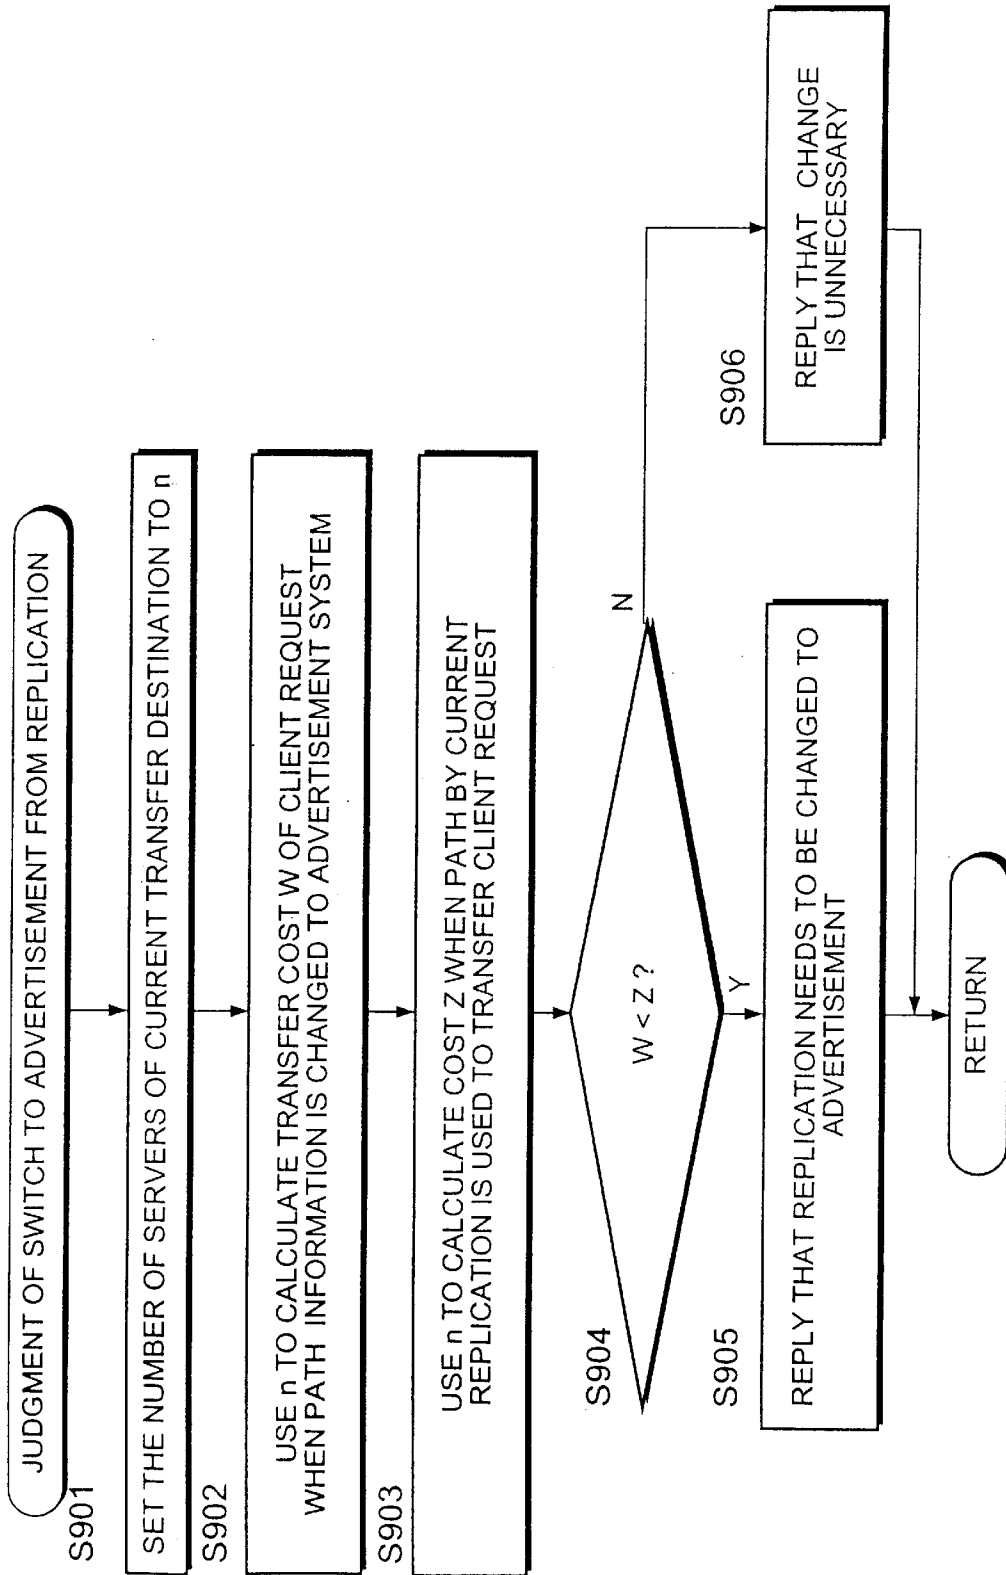 JUDGMENT OF SWITCH TO ADVERTISEMENT FROM REPLICATION
S901
SET THE NUMBER OF SERVERS OF CURRENT TRANSFER DESTINATION TO n
S902
USE n TO CALCULATE TRANSFER COST W OF CLIENT REQUEST
WHEN PATH INFORMATION IS CHANGED TO ADVERTISEMENT SYSTEM
S903
USE n TO CALCULATE COST Z WHEN PATH BY CURRENT
REPLICATION IS USED TO TRANSFER CLIENT REQUEST
S904
W < Z ?
N
Y
S905
REPLY THAT REPLICATION NEEDS TO BE CHANGED TO
ADVERTISEMENT
S906
REPLY THAT CHANGE
IS UNNECESSARY
RETURN